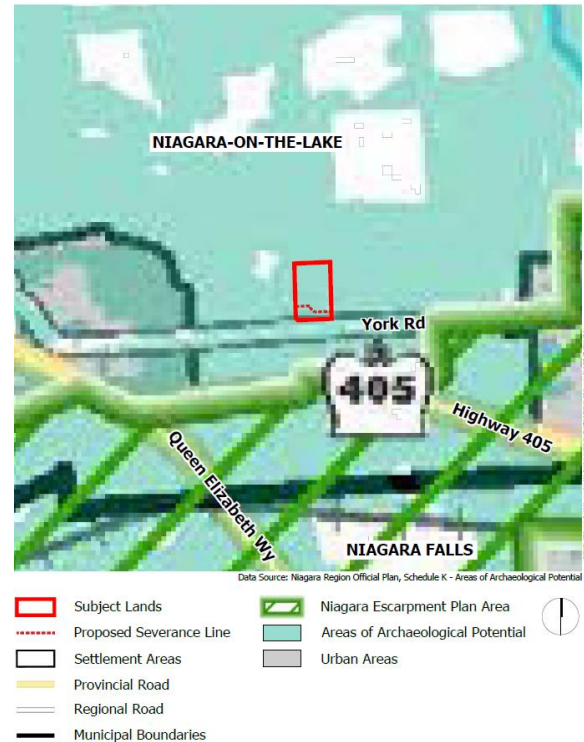 NIAGARA-ON-THE-LAKE
York Rd
405
Highway 405
Queen Elizabeth Wy
NIAGARA FALLS
Data Source: Niagara Region Official Plan, Schedule K - Areas of Archaeological Potential
Subject Lands
Proposed Severance Line
Settlement Areas
Provincial Road
Regional Road
Municipal Boundaries
Niagara Escarpment Plan Area
Areas of Archaeological Potential
Urban Areas